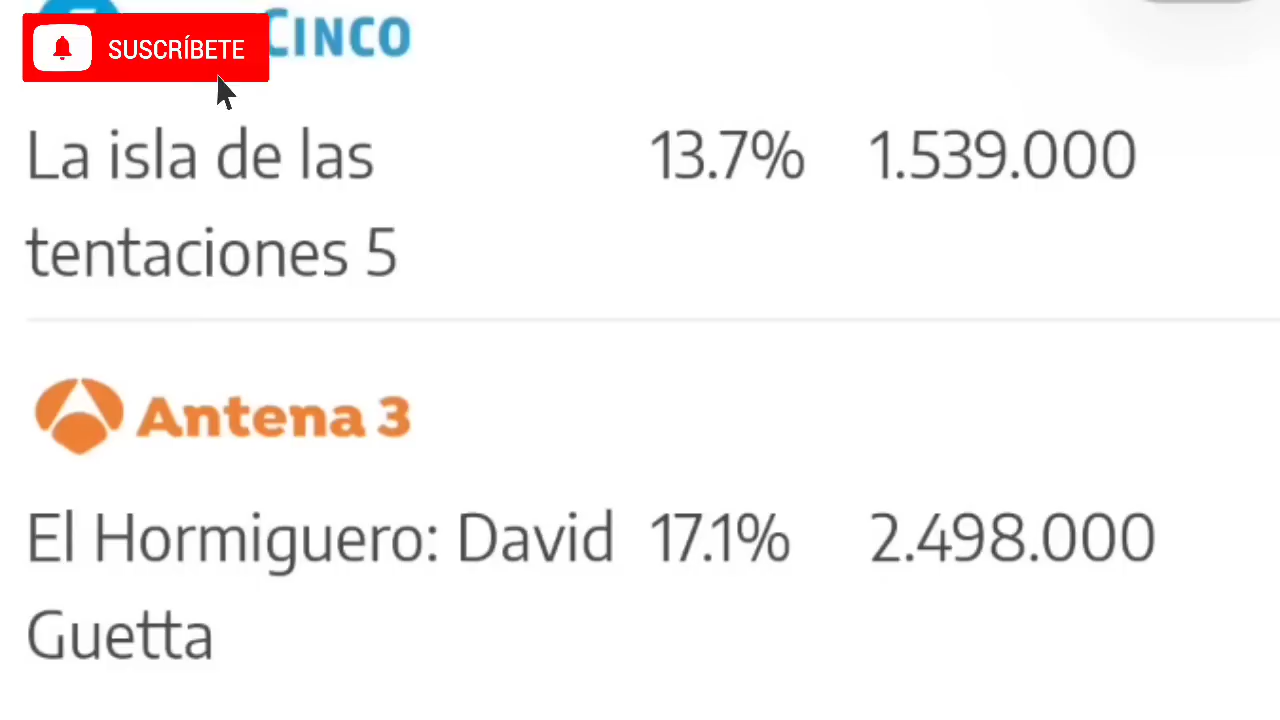 SUSCRÍBETE
CINCO
La isla de las 13.7% 1.539.000
tentaciones 5
Antena 3
El Hormiguero: David 17.1% 2.498.000
Guetta